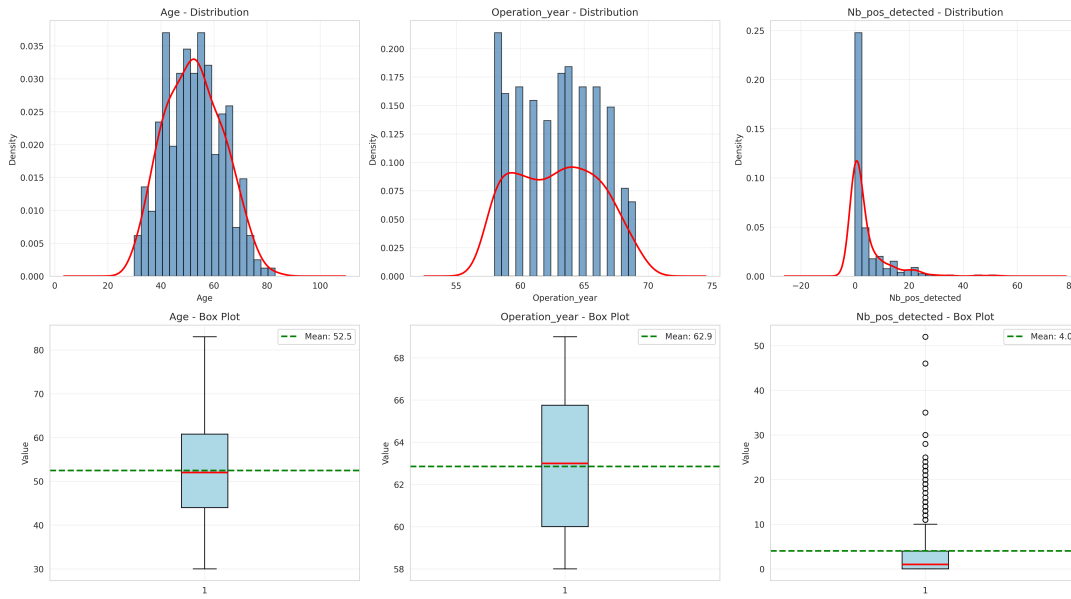 Age - Distribution
Operation_year - Distribution
Nb_pos_detected - Distribution
Density
0.035
0.030
0.025
0.020
0.015
0.010
0.005
0.000
0 20 40 60 80 100
Age
Density
0.200
0.175
0.150
0.125
0.100
0.075
0.050
0.025
0.000
55 60 65 70 75
Operation_year
Density
0.25
0.20
0.15
0.10
0.05
0.00
−20 0 20 40 60 8
Nb_pos_detected
Age - Box Plot
Operation_year - Box Plot
Nb_pos_detected - Box Plot
Mean: 52.5
Value
80
70
60
50
40
30
1
Mean: 62.9
Value
68
66
64
62
60
58
1
Mean: 4.0
Value
50
40
30
20
10
0
1